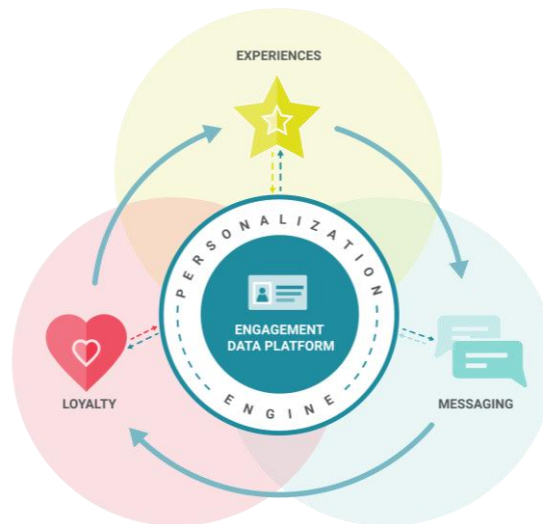 EXPERIENCES
PERSONALIZATION
ENGAGEMENT
DATA PLATFORM
ENGINE
LOYALTY
MESSAGING